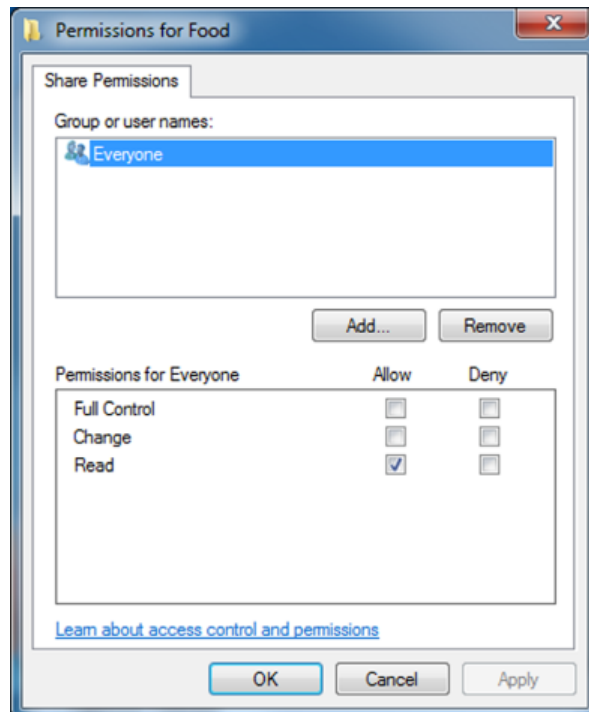 Permissions for Food
Share Permissions
Group or user names:
Everyone
Add...
Remove
Permissions for Everyone Allow Deny
Full Control
Change
Read
Learn about access control and permissions
OK
Cancel
Apply